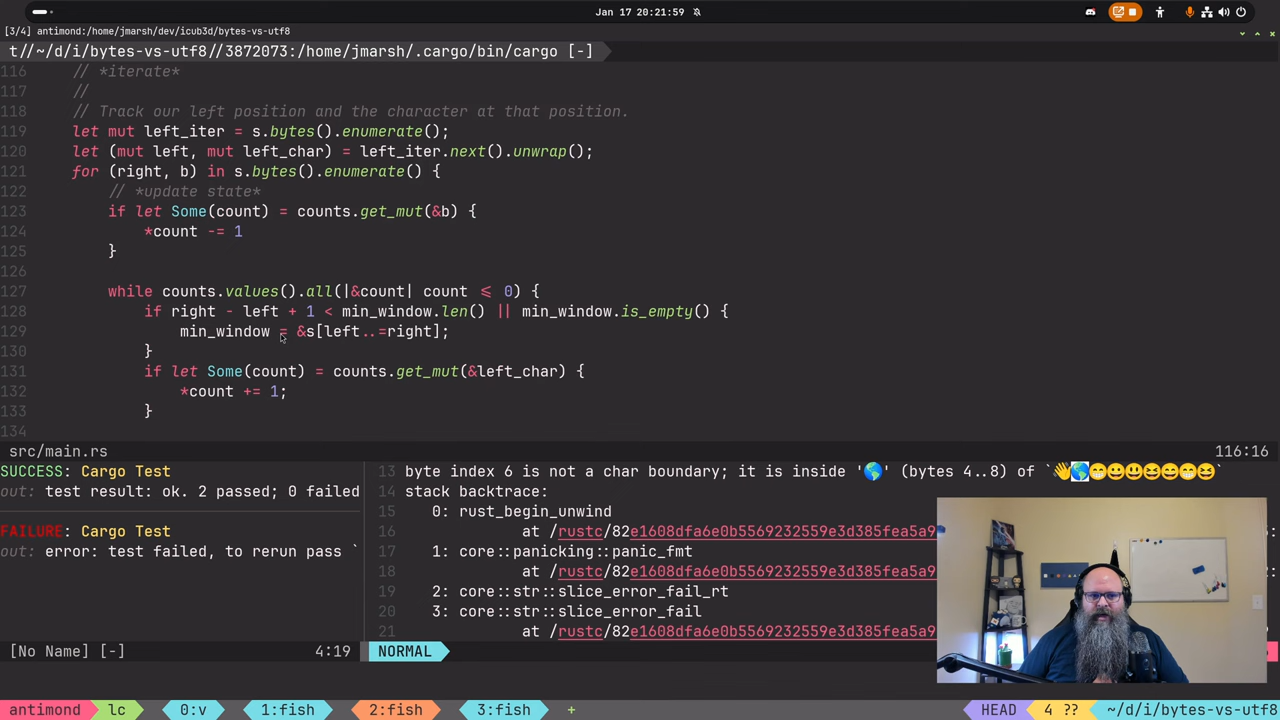 Jan 17 20:21:59
[3/4] antimond:/home/jmarsh/dev/icub3d/bytes-vs-utf8
t//~/d/i/bytes-vs-utf8//3872073:/home/jmarsh/.cargo/bin/cargo [-]
116 // *iterate*
117 //
118 // Track our left position and the character at that position.
119 let mut left_iter = s.bytes().enumerate();
120 let (mut left, mut left_char) = left_iter.next().unwrap();
121 for (right, b) in s.bytes().enumerate() {
122 // *update state*
123 if let Some(count) = counts.get_mut(&b) {
124 *count -= 1
125 }
126
127 while counts.values().all(|&count| count <= 0) {
128 if right - left + 1 < min_window.len() || min_window.is_empty() {
129 min_window = &s[left..=right];
130 }
131 if let Some(count) = counts.get_mut(&left_char) {
132 *count += 1;
133 }
134
src/main.rs 116:16
SUCCESS: Cargo Test
out: test result: ok. 2 passed; 0 failed
FAILURE: Cargo Test
out: error: test failed, to rerun pass `
[No Name] [-] 4:19
13 byte index 6 is not a char boundary; it is inside '🌎' (bytes 4..8) of `👋🌎😁😀😃😆😄😁😆`
14 stack backtrace:
15 0: rust_begin_unwind
16 at /rustc/82e1608dfa6e0b5569232559e3d385fea5a9
17 1: core::panicking::panic_fmt
18 at /rustc/82e1608dfa6e0b5569232559e3d385fea5a9
19 2: core::str::slice_error_fail_rt
20 3: core::str::slice_error_fail
21 at /rustc/82e1608dfa6e0b5569232559e3d385fea5a9
NORMAL
antimond lc 0:v 1:fish 2:fish 3:fish + HEAD 4 ?? ~/d/i/bytes-vs-utf8